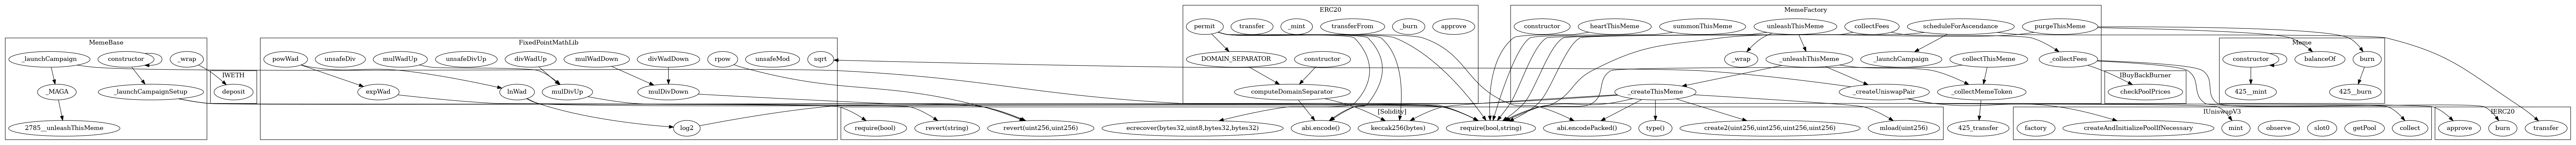 ERC20
MemeFactory
permit
transfer
_mint
transferFrom
_burn
approve
constructor
heartThisMeme
summonThisMeme
unleashThisMeme
collectFees
scheduleForAscendance
purgeThisMeme
MemeBase
FixedPointMathLib
Meme
_launchCampaign
constructor
_wrap
powWad
unsafeDiv
mulWadUp
unsafeDivUp
divWadUp
mulWadDown
divWadDown
rpow
unsafeMod
sqrt
DOMAIN_SEPARATOR
constructor
_wrap
_unleashThisMeme
_launchCampaign
collectThisMeme
_collectFees
constructor
balanceOf
burn
IWETH
IBuyBackBurner
_MAGA
_launchCampaignSetup
deposit
expWad
lnWad
mulDivUp
mulDivDown
computeDomainSeparator
_createThisMeme
_createUniswapPair
_collectMemeToken
checkPoolPrices
425__mint
425__burn
[Solidity]
IUniswapV3
IERC20
2785__unleashThisMeme
log2
require(bool)
revert(string)
revert(uint256,uint256)
ecrecover(bytes32,uint8,bytes32,bytes32)
abi.encode()
keccak256(bytes)
require(bool,string)
abi.encodePacked()
type()
create2(uint256,uint256,uint256,uint256)
mload(uint256)
425_transfer
factory
createAndInitializePoolIfNecessary
mint
observe
slot0
getPool
collect
approve
burn
transfer